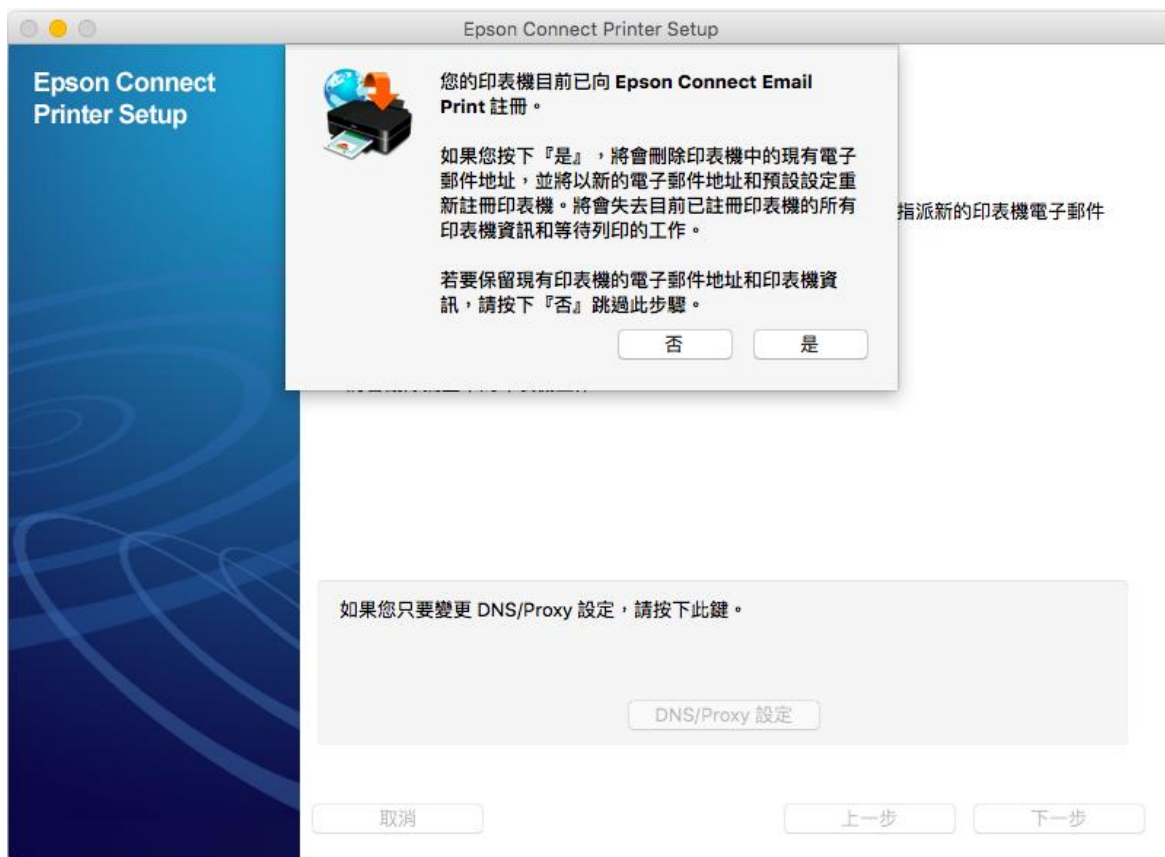 Epson Connect Printer Setup
Epson Connect
Printer Setup
您的印表機目前已向 Epson Connect Email
Print 註冊。
如果您按下『是』，將會刪除印表機中的現有電子
郵件地址，並將以新的電子郵件地址和預設設定重
新註冊印表機。將會失去目前已註冊印表機的所有
印表機資訊和等待列印的工作。
若要保留現有印表機的電子郵件地址和印表機資
訊，請按下『否』跳過此步驟。
否
是
指派新的印表機電子郵件
如果您只要變更 DNS/Proxy 設定，請按下此鍵。
DNS/Proxy 設定
取消
上一步
下一步